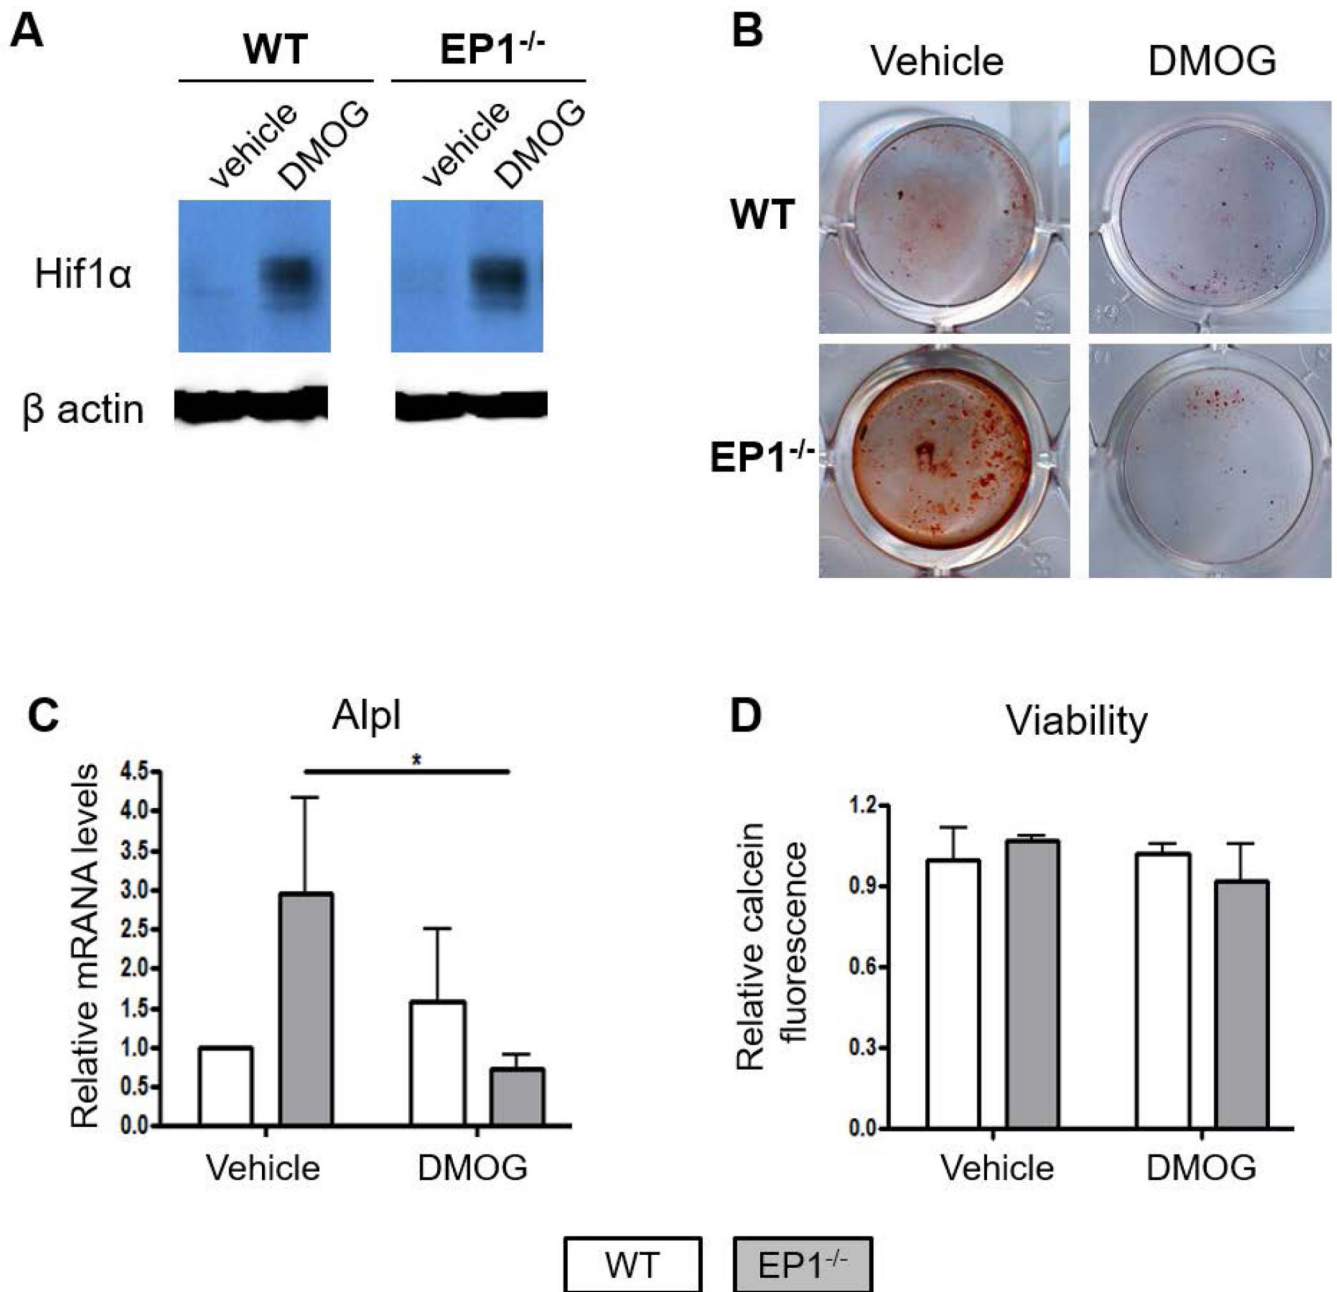 A
WT EP1-/-
vehicle DMOG vehicle DMOG
Hif1α
β actin
B
Vehicle DMOG
WT
EP1-/-
C
Alpl
*
Relative mRANA levels
4.5
4.0
3.5
3.0
2.5
2.0
1.5
1.0
0.5
0.0
Vehicle DMOG
D
Viability
Relative calcein
fluorescence
1.2
0.9
0.6
0.3
0.0
Vehicle DMOG
WT EP1-/-